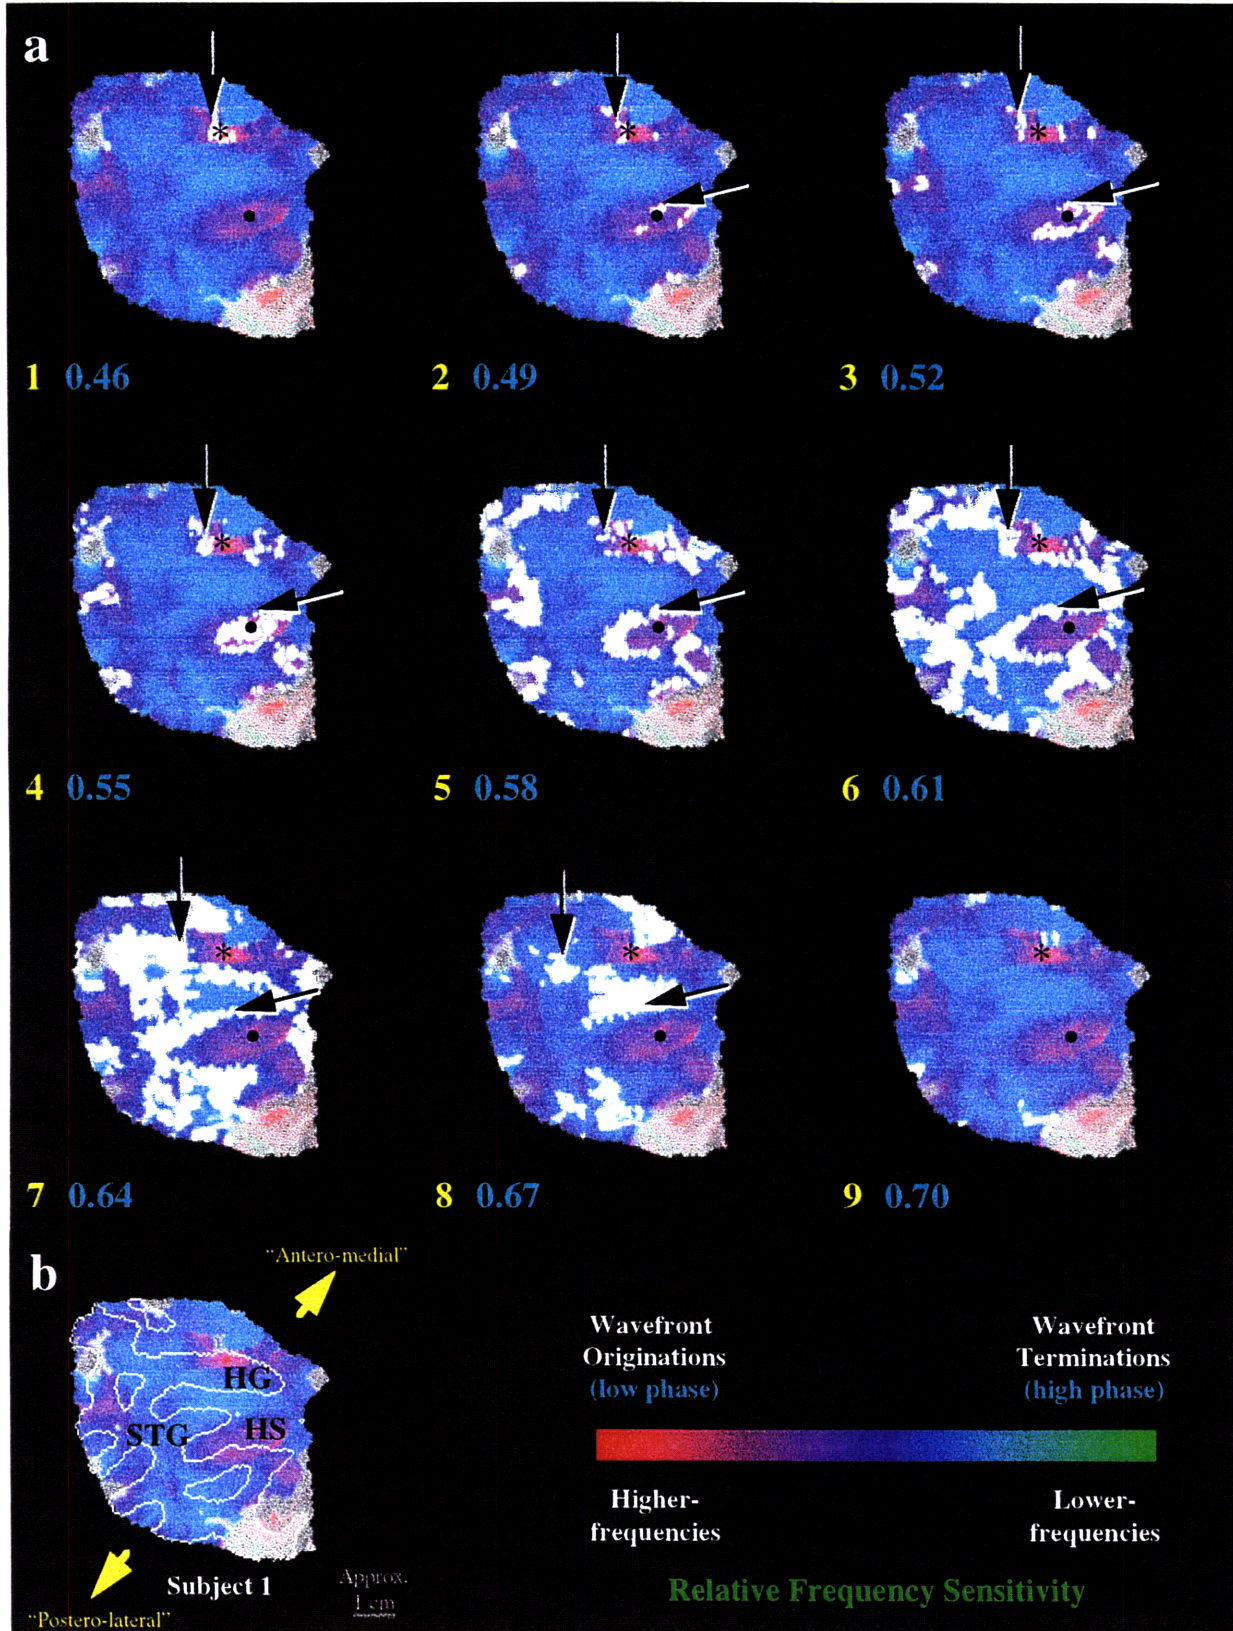 a
*
*
*
1 0.46
2 0.49
3 0.52
*
*
*
4 0.55
5 0.58
6 0.61
*
*
*
7 0.64
8 0.67
9 0.70
b
"Antero-medial"
HG
STG
HS
Subject 1
Approx.
1 cm
"Postero-lateral"
Wavefront
Originations
(low phase)
Wavefront
Terminations
(high phase)
Higher-
frequencies
Lower-
frequencies
Relative Frequency Sensitivity